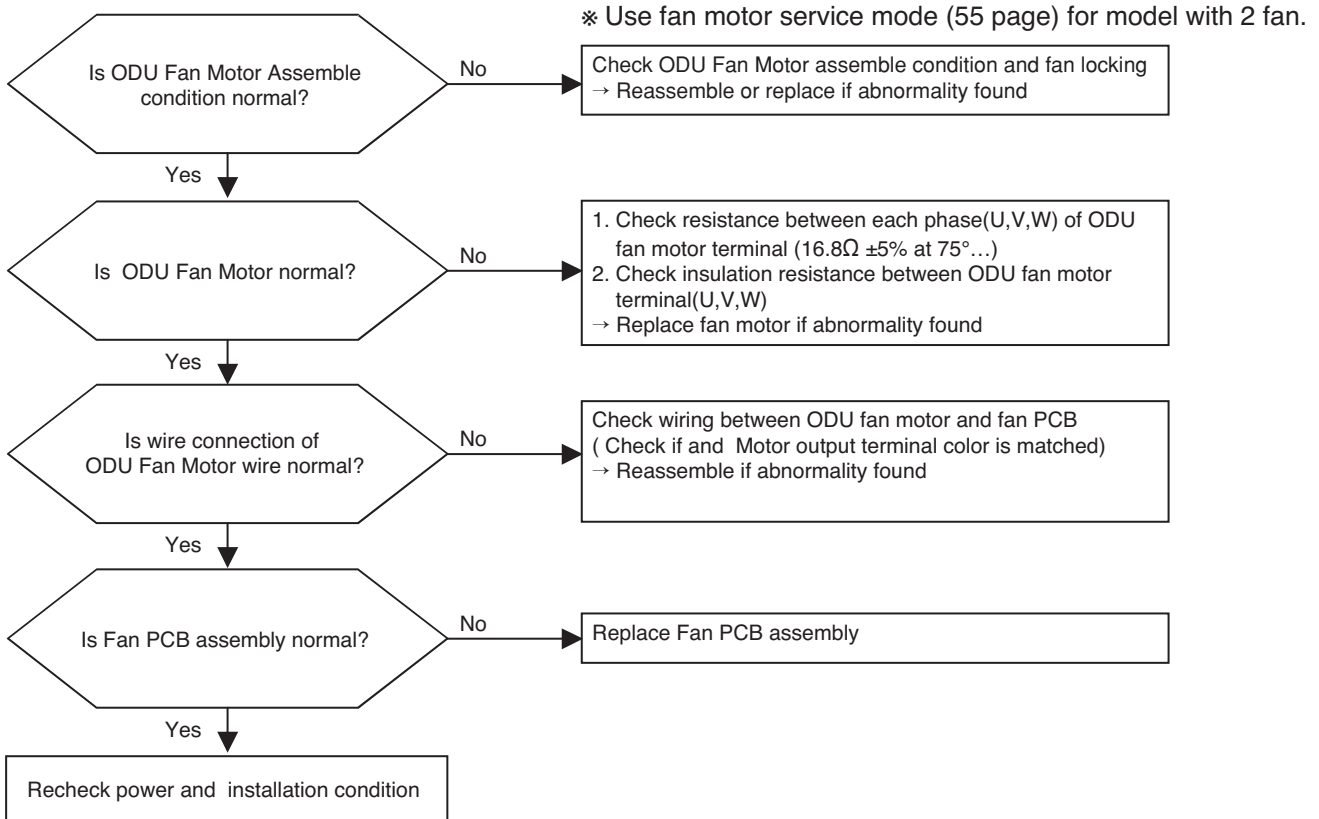 ※ Use fan motor service mode (55 page) for model with 2 fan.
Is ODU Fan Motor Assemble
condition normal?
No
Check ODU Fan Motor assemble condition and fan locking
→ Reassemble or replace if abnormality found
Yes
Is ODU Fan Motor normal?
No
1. Check resistance between each phase(U,V,W) of ODU
fan motor terminal (16.8Ω ±5% at 75°…)
2. Check insulation resistance between ODU fan motor
terminal(U,V,W)
→ Replace fan motor if abnormality found
Yes
Is wire connection of
ODU Fan Motor wire normal?
No
Check wiring between ODU fan motor and fan PCB
( Check if and Motor output terminal color is matched)
→ Reassemble if abnormality found
Yes
Is Fan PCB assembly normal?
No
Replace Fan PCB assembly
Yes
Recheck power and installation condition